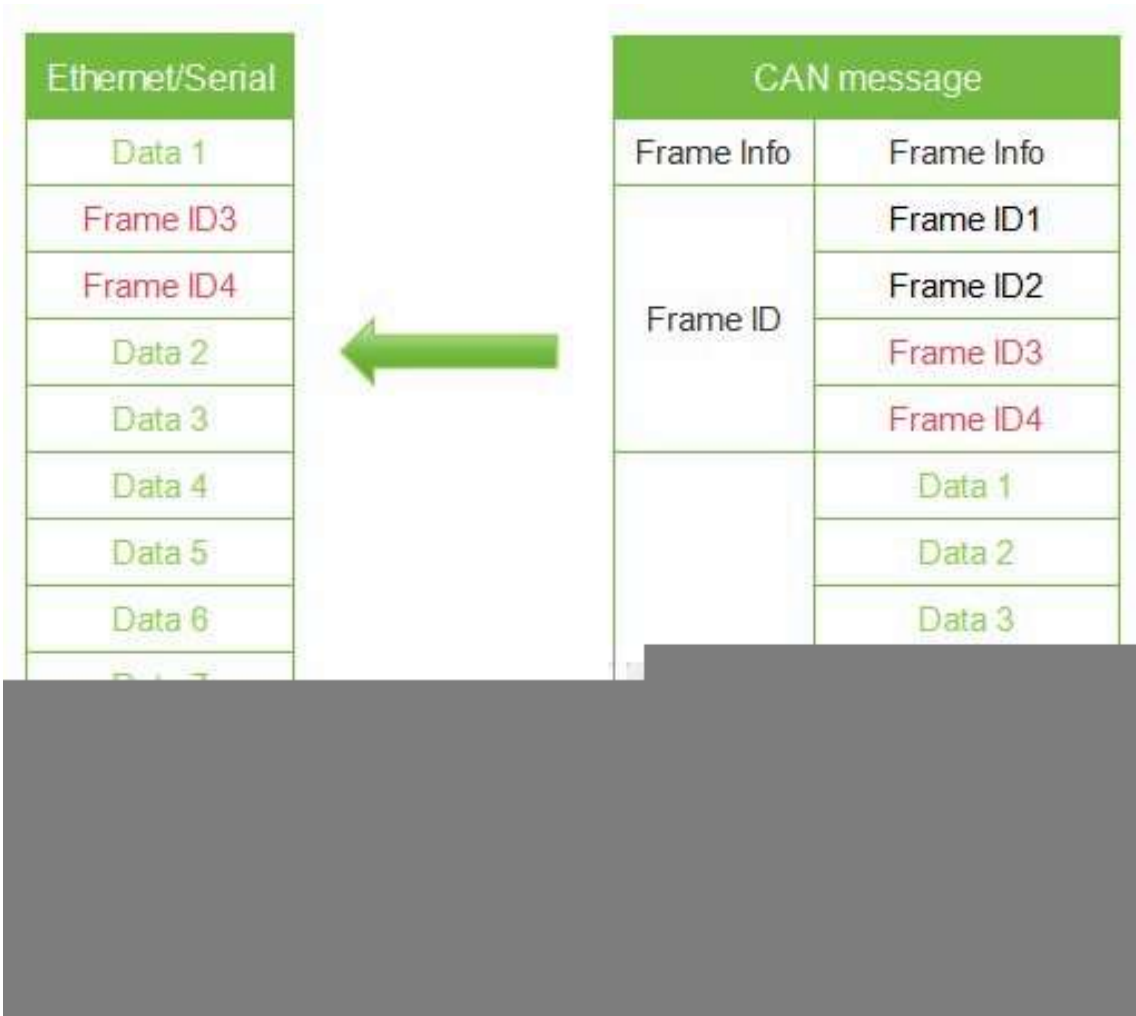 Ethernet/Serial
Data 1
Frame ID3
Frame ID4
Data 2
Data 3
Data 4
Data 5
Data 6
CAN message
Frame Info
Frame Info
Frame ID
Frame ID1
Frame ID2
Frame ID3
Frame ID4
Data 1
Data 2
Data 3